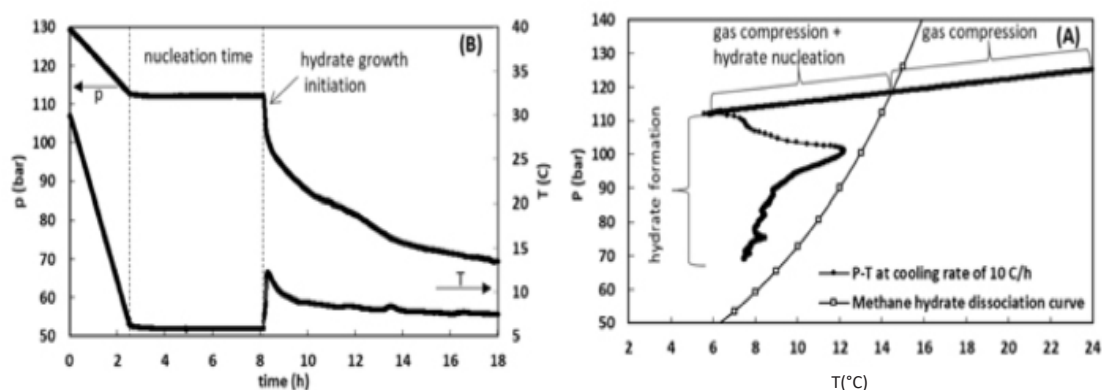 130
120
110
100
90
80
70
60
50
p (bar)
0
2
4
6
8
10
12
14
16
18
time (h)
40
35
30
25
20
15
10
5
T (C)
nucleation time
(B)
hydrate growth
initiation
p
T
140
130
120
110
100
90
80
70
60
50
P (bar)
gas compression +
hydrate nucleation
gas compression
(A)
hydrate formation
P-T at cooling rate of 10 C/h
Methane hydrate dissociation curve
2
4
6
8
10
12
14
16
18
20
22
24
T(°C)